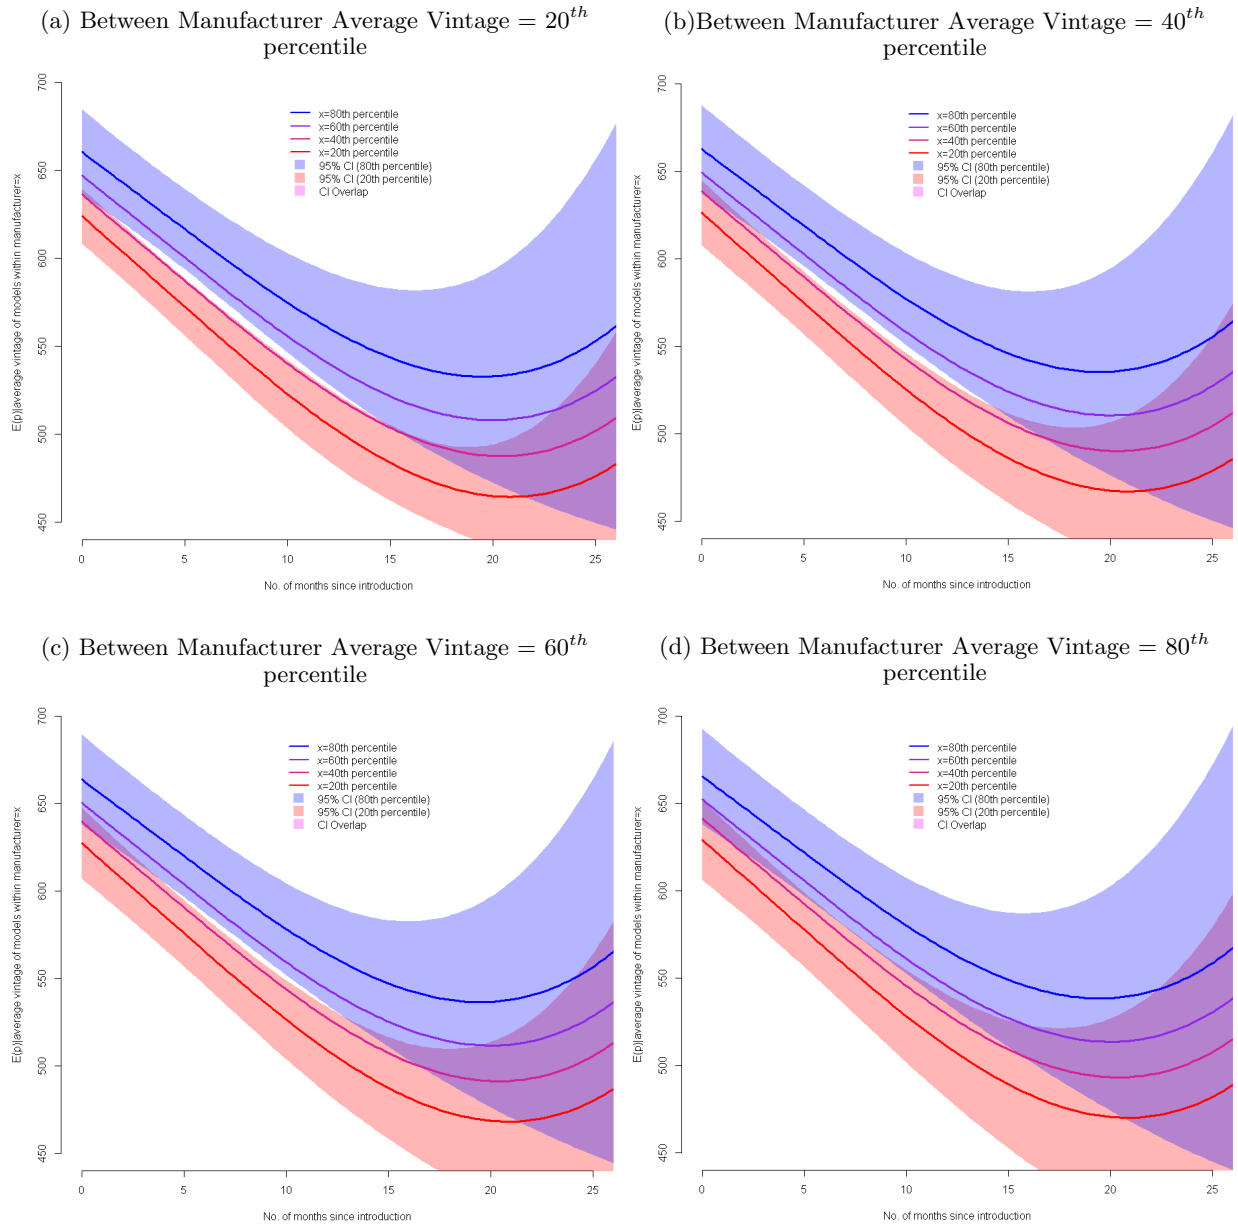 (a) Between Manufacturer Average Vintage = 20th
percentile
700
650
600
550
500
450
E(p)|average vintage of models within manufacturer=x
x=80th percentile
x=60th percentile
x=40th percentile
x=20th percentile
95% CI (80th percentile)
95% CI (20th percentile)
CI Overlap
0 5 10 15 20 25
No. of months since introduction
(b)Between Manufacturer Average Vintage = 40th
percentile
700
650
600
550
500
450
E(p)|average vintage of models within manufacturer=x
x=80th percentile
x=60th percentile
x=40th percentile
x=20th percentile
95% CI (80th percentile)
95% CI (20th percentile)
CI Overlap
0 5 10 15 20 25
No. of months since introduction
(c) Between Manufacturer Average Vintage = 60th
percentile
700
650
600
550
500
450
E(p)|average vintage of models within manufacturer=x
x=80th percentile
x=60th percentile
x=40th percentile
x=20th percentile
95% CI (80th percentile)
95% CI (20th percentile)
CI Overlap
0 5 10 15 20 25
No. of months since introduction
(d) Between Manufacturer Average Vintage = 80th
percentile
700
650
600
550
500
450
E(p)|average vintage of models within manufacturer=x
x=80th percentile
x=60th percentile
x=40th percentile
x=20th percentile
95% CI (80th percentile)
95% CI (20th percentile)
CI Overlap
0 5 10 15 20 25
No. of months since introduction